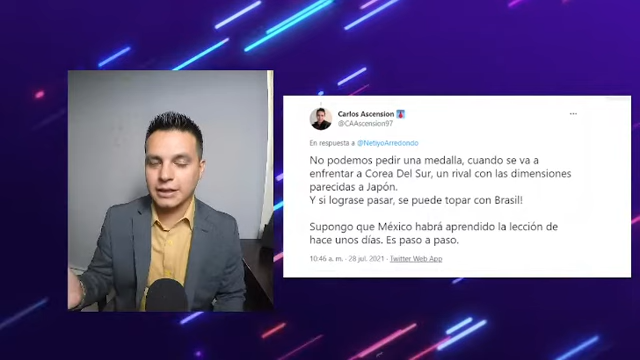 Carlos Ascension
@CAAscension97
En respuesta a @NebyoArredondo
No podemos pedir una medalla, cuando se va a
enfrentar a Corea Del Sur, un rival con las dimensiones
parecidas a Japón.
Y si lograse pasar, se puede topar con Brasil!
Supongo que México habrá aprendido la lección de
hace unos días. Es paso a paso.
10:46 a. m. · 28 jul. 2021 · Twitter Web App